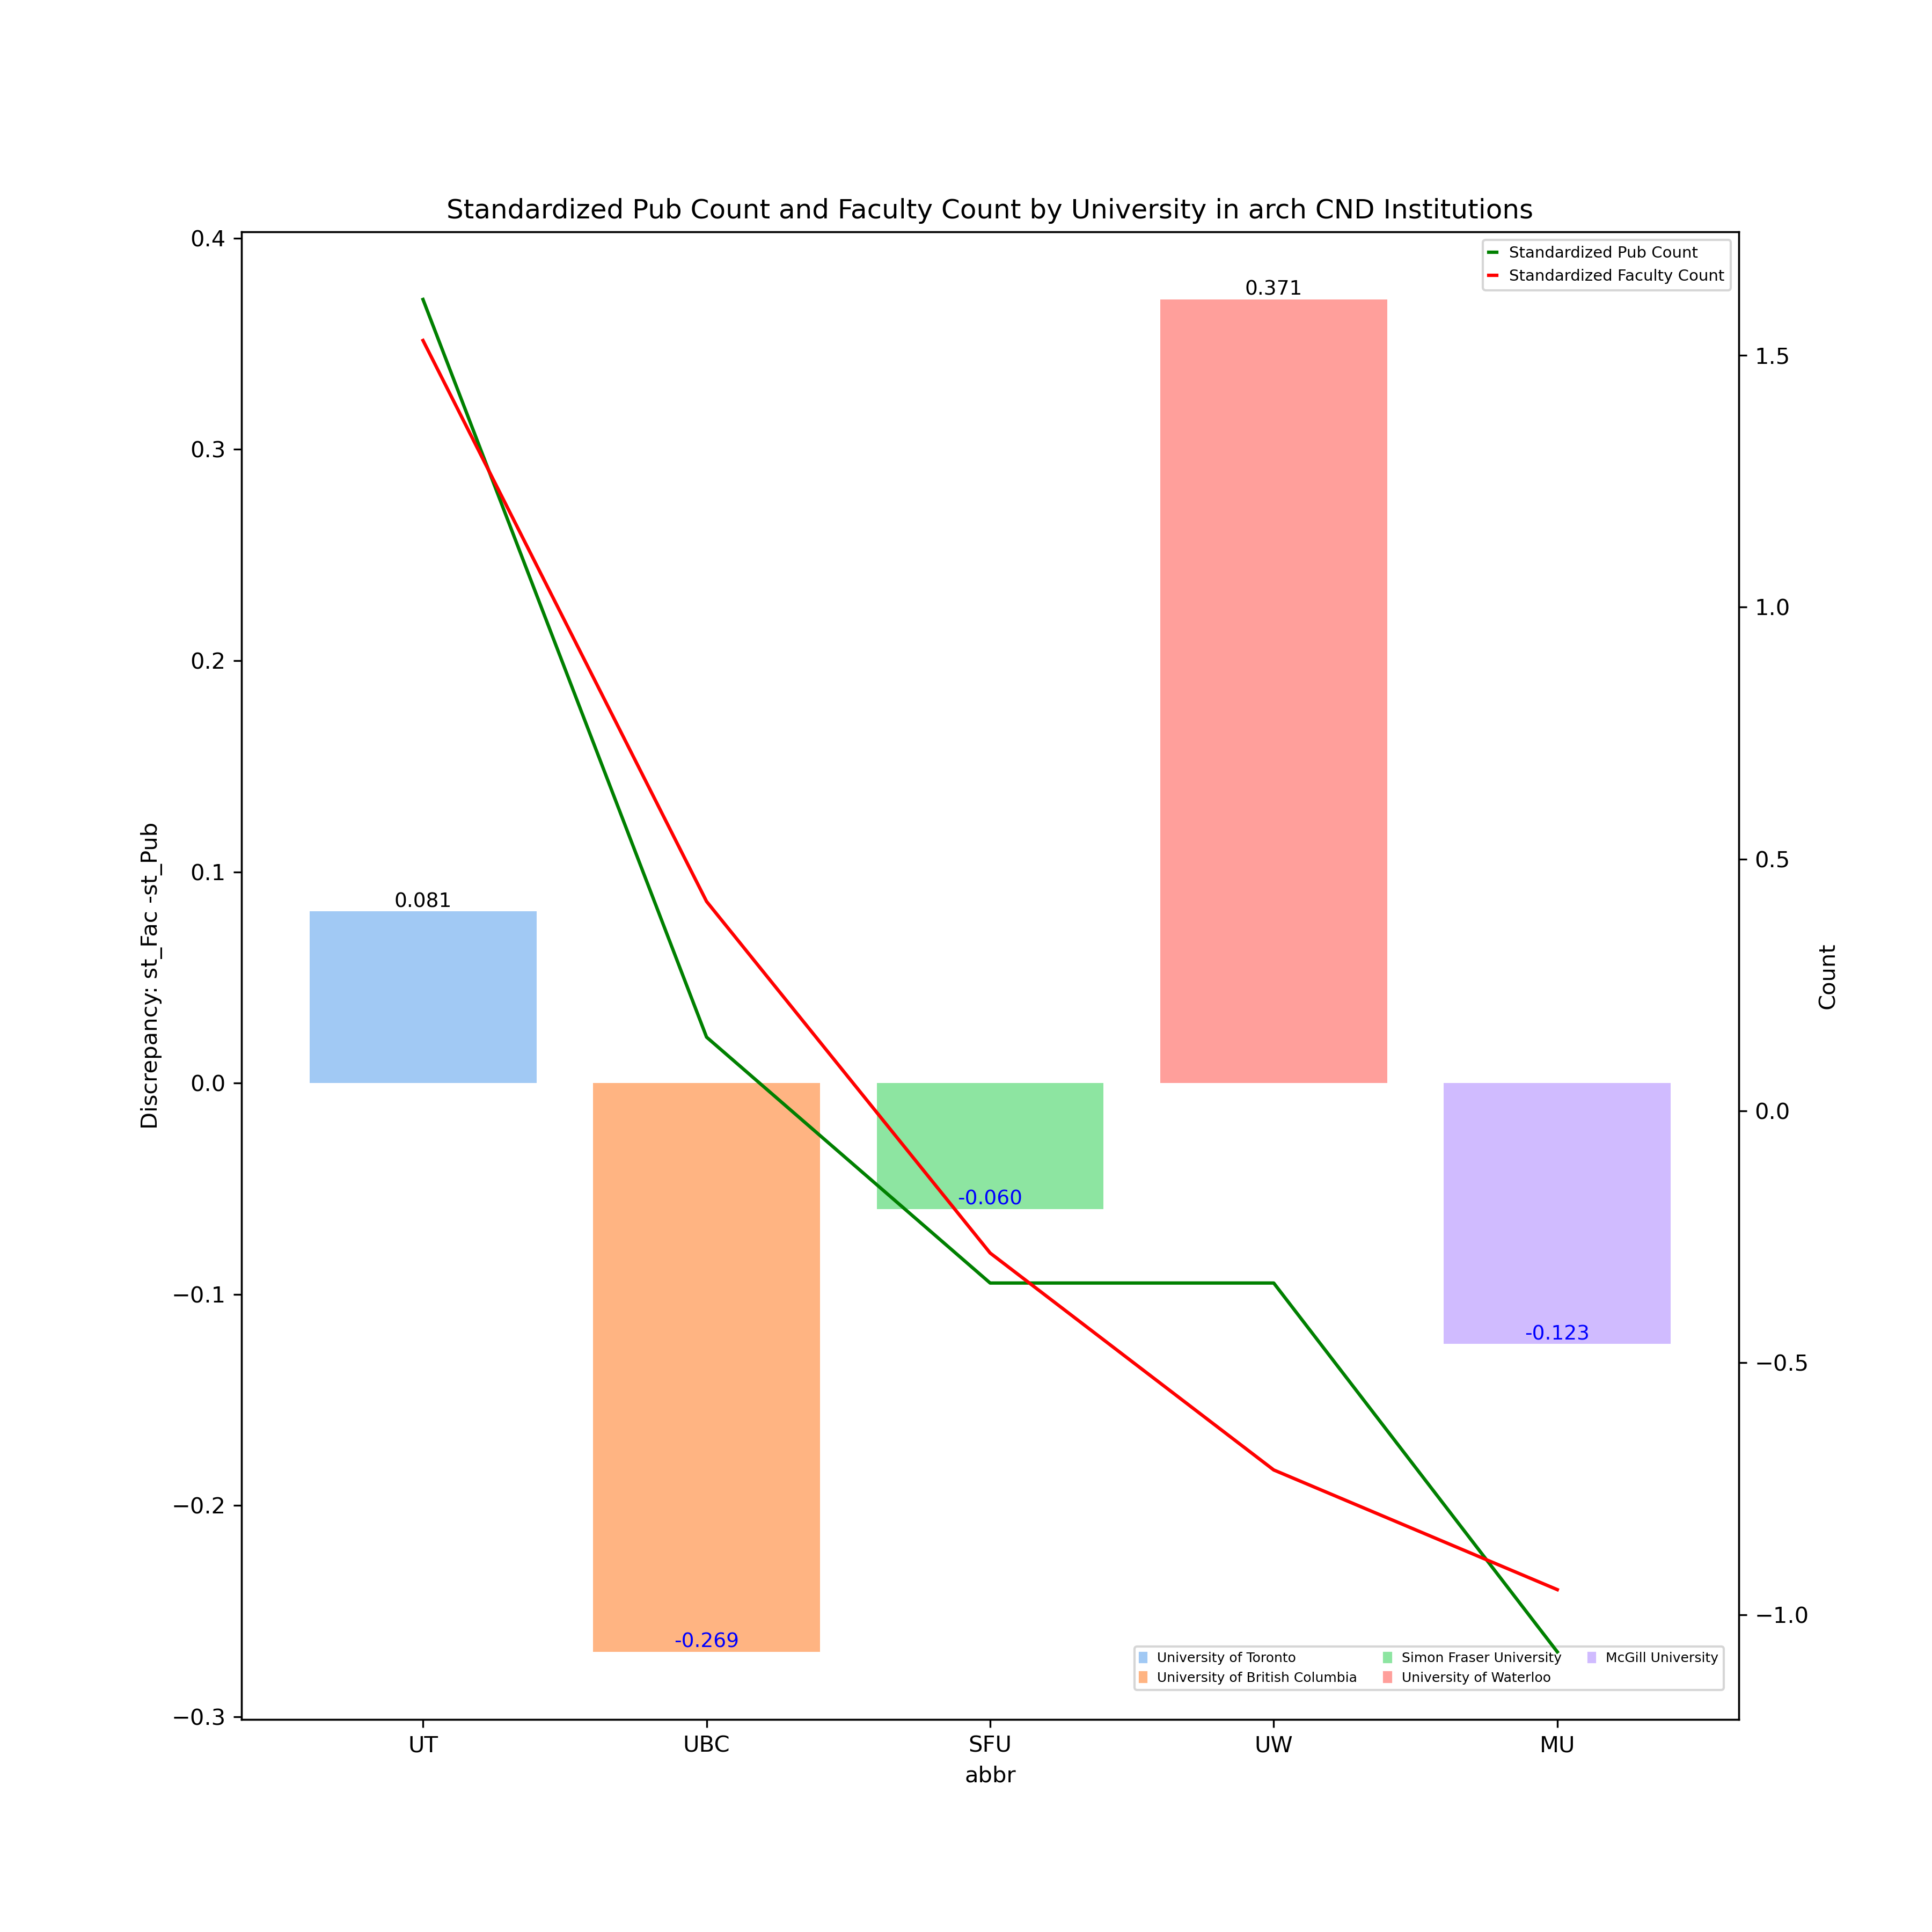 Standardized Pub Count and Faculty Count by University in arch CND Institutions
Standardized Pub Count
Standardized Faculty Count
Discrepancy: st_Fac -st_Pub
0.4
0.3
0.2
0.1
0.0
−0.1
−0.2
−0.3
0.081
-0.269
-0.060
0.371
-0.123
1.5
1.0
0.5
0.0
−0.5
−1.0
Count
University of Toronto
University of British Columbia
Simon Fraser University
University of Waterloo
McGill University
UT
UBC
SFU
UW
MU
abbr